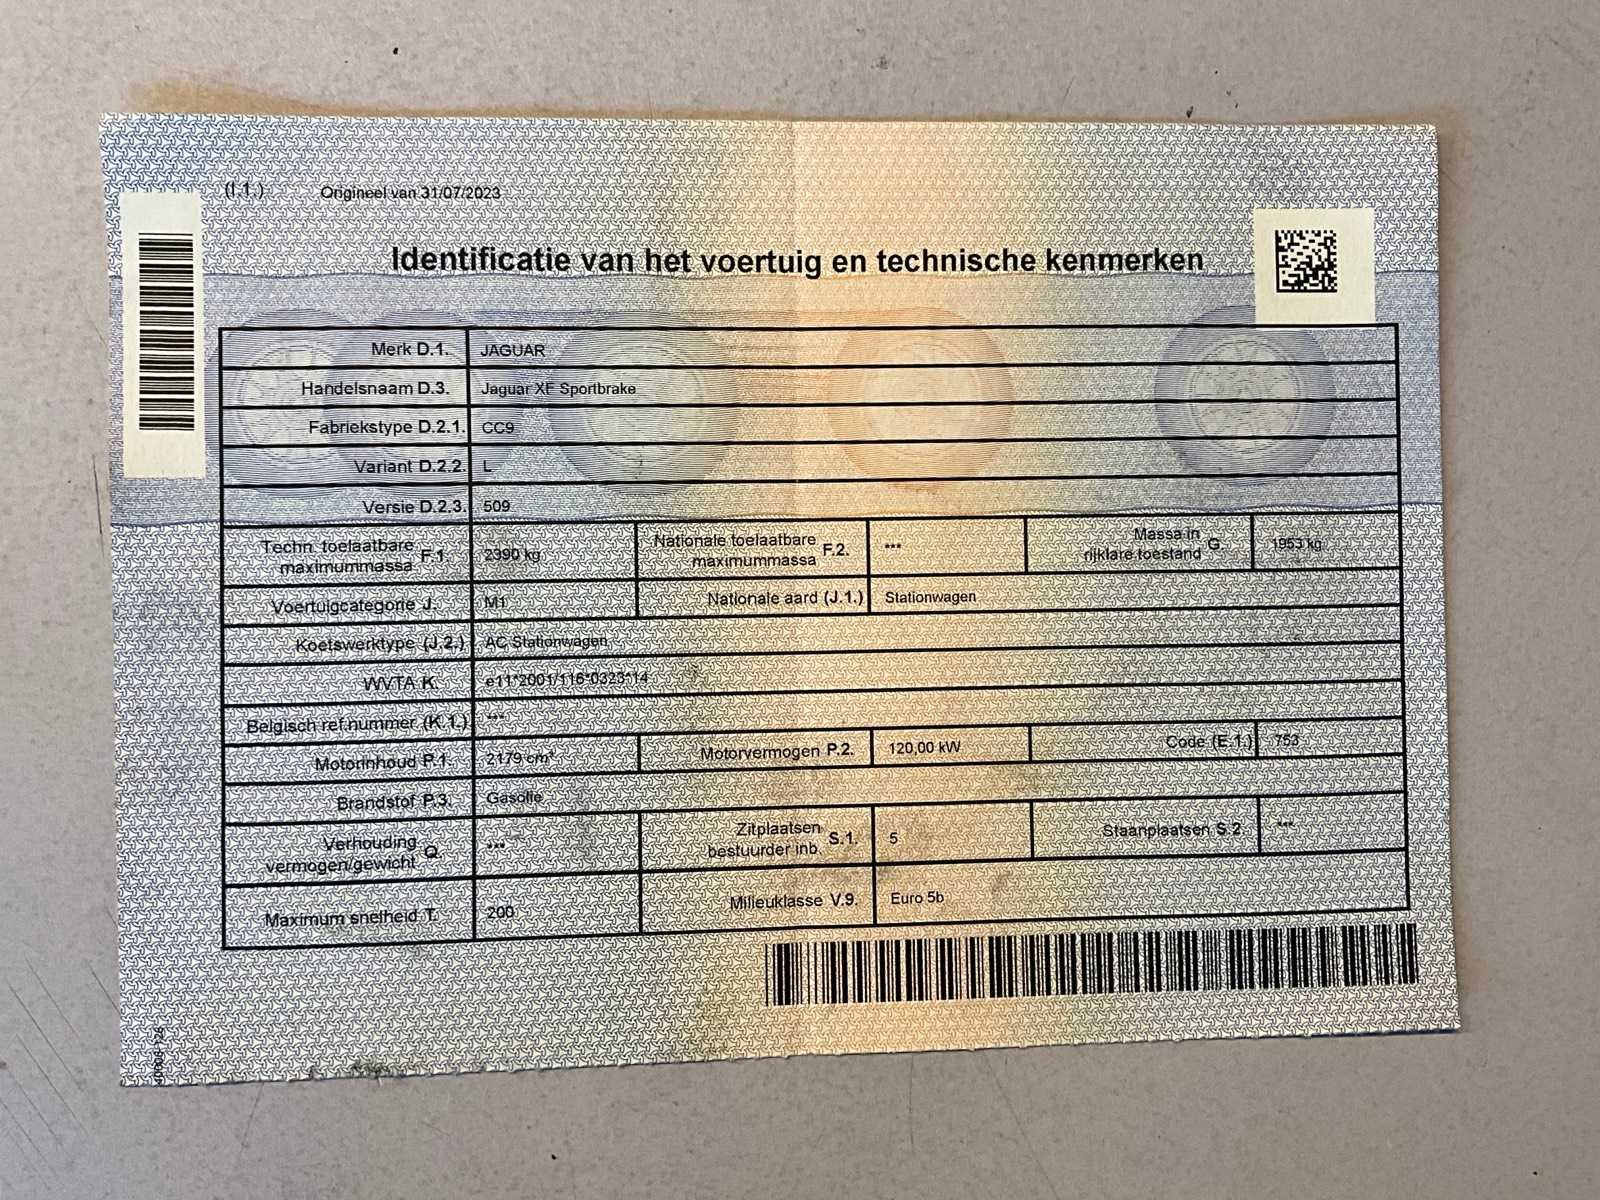 (I.1.) Origineel van 31/07/2023
Identificatie van het voertuig en technische kenmerken
Merk D.1. JAGUAR
Handelsnaam D.3. Jaguar XF Sportbrake
Fabriekstype D.2.1. CC9
Variant D.2.2. L
Versie D.2.3. 509
Techn. toelaatbare maximummassa F.1. 2390 kg Nationale toelaatbare maximummassa F.2. *** Massa in rijklare toestand G. 1953 kg
Voertuigcategorie J. M1 Nationale aard (J.1.) Stationwagen
Koetswerktype (J.2.) AC Stationwagen
WVTA K. e11*2001/116*0323*14
Belgisch ref.nummer (K.1.) ***
Motorinhoud P.1. 2179 cm³ Motorvermogen P.2. 120,00 kW Code (E.1.) 753
Brandstof P.3. Gasolie
Verhouding vermogen/gewicht Q. *** Zitplaatsen bestuurder inb. S.1. 5 Staanplaatsen S.2. ***
Maximum snelheid T. 200 Milieuklasse V.9. Euro 5b